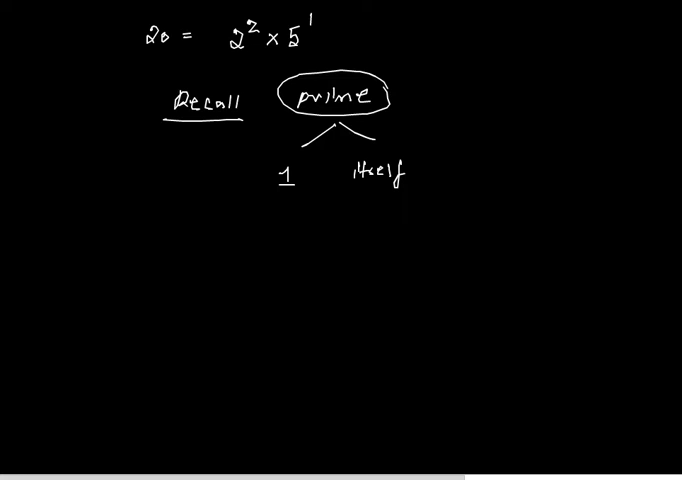 20 = 2² × 5¹
Recall prime
1 itself